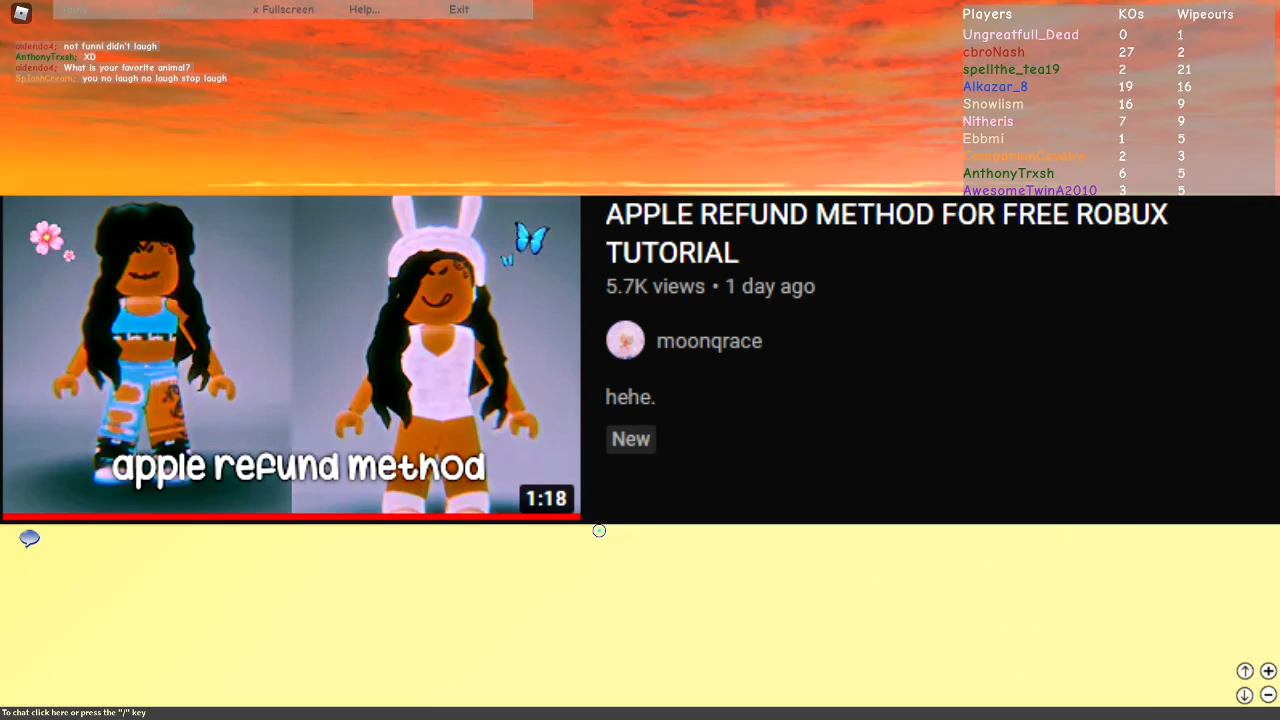 x Fullscreen Help... Exit
aidendo4; not funni didn't laugh
AnthonyTrxsh; XD
aidendo4; What is your favorite animal?
SplashCream; you no laugh no laugh stop laugh
Players KOs Wipeouts
Ungreatfull_Dead 0 1
cbroNash 27 2
spellthe_tea19 2 21
Alkazar_8 19 16
Snowiism 16 9
Nitheris 7 9
Ebbmi 1 5
2 3
AnthonyTrxsh 6 5
AwesomeTwinA2010 3 5
apple refund method
1:18
APPLE REFUND METHOD FOR FREE ROBUX
TUTORIAL
5.7K views • 1 day ago
moonqrace
hehe.
New
To chat click here or press the "/" key